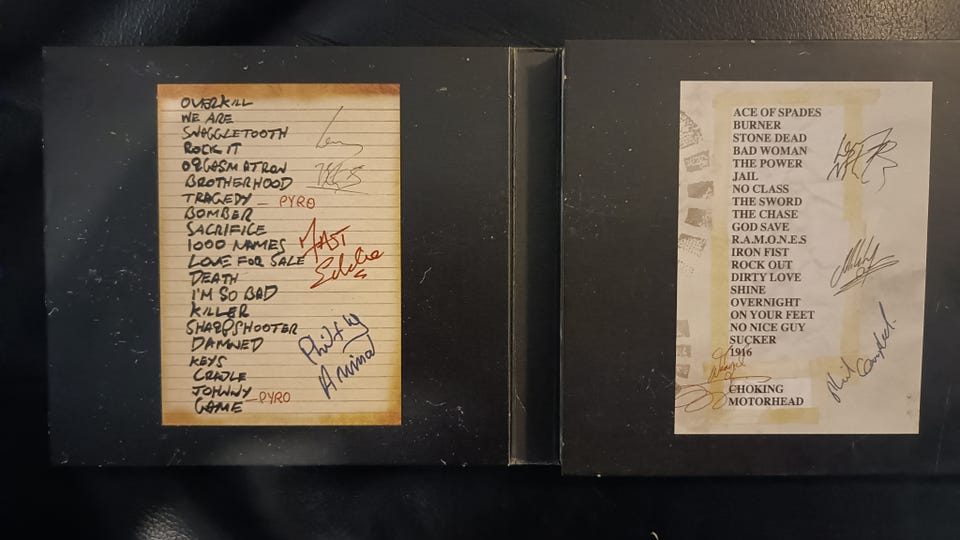 OVERKILL
WE ARE
SNAGGLETOOTH
ROCK IT
ORGASMATRON
BROTHERHOOD
TRAGEDY - PYRO
BOMBER
SACRIFICE
1000 NAMES
LOVE FOR SALE
DEATH
I'M SO BAD
KILLER
SHARPSHOOTER
DAMNED
KEYS
CRADLE
JOHNNY
GAME - PYRO
FAST
Eddie
Philthy
Animal
ACE OF SPADES
BURNER
STONE DEAD
BAD WOMAN
THE POWER
JAIL
NO CLASS
THE SWORD
THE CHASE
GOD SAVE
R.A.M.O.N.E.S
IRON FIST
ROCK OUT
DIRTY LOVE
SHINE
OVERNIGHT
ON YOUR FEET
NO NICE GUY
SUCKER
1916
CHOKING
MOTORHEAD
Phil Campbell